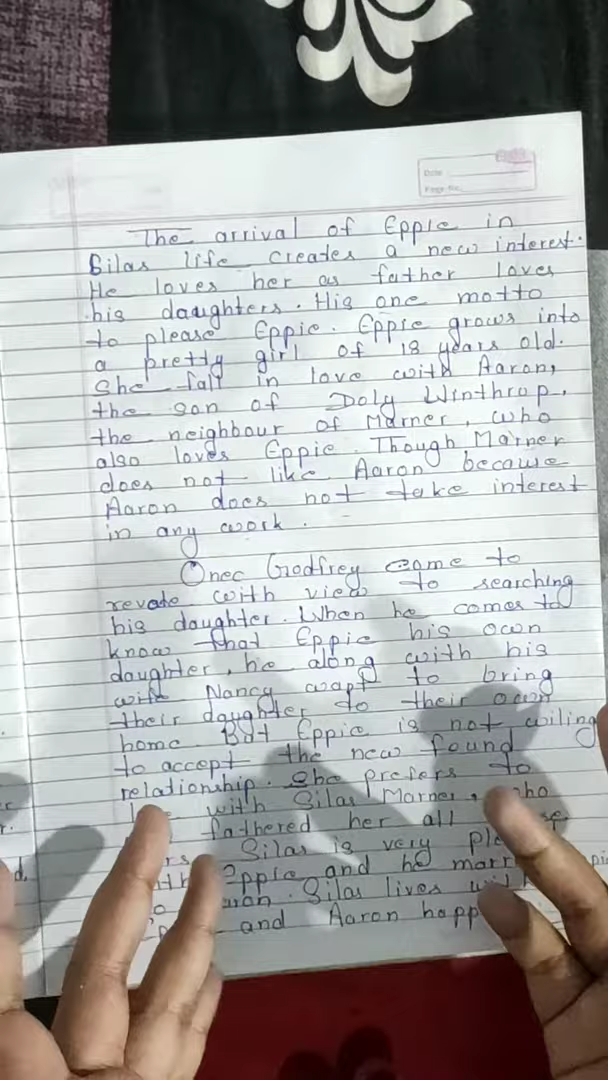 Date
Page No.
The arrival of Eppie in
Silas life creates a new interest.
He loves her as father loves
his daughters. His one motto
to please Eppie. Eppie grows into
a pretty girl of 18 years old.
She fall in love with Aaron,
the son of Doly Winthrop,
the neighbour of Marner, who
also loves Eppie. Though Marner
does not like Aaron because
Aaron does not take interest
in any work.
Onec Godfrey came to
revate with view to searching
his daughter. When he comes to
know that Eppie his own
daughter, he along with his
wife Nancy wapt to bring
their daughter to their own
home. But Eppie is not wiling
to accept the new found
relationship. She prefers to
with Silas Marner, who
fathered her all
Silas is very
Eppie and he
Silas lives
and Aaron